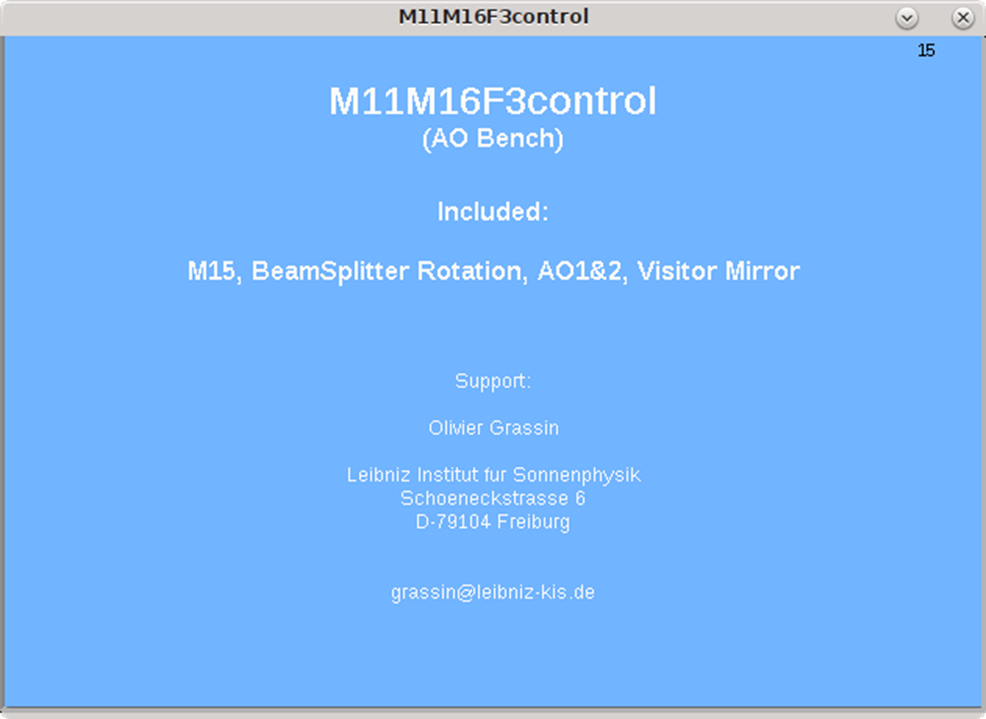 M11M16F3control
15
M11M16F3control
(AO Bench)
Included:
M15, BeamSplitter Rotation, AO1&2, Visitor Mirror
Support:
Olivier Grassin
Leibniz Institut fur Sonnenphysik
Schoeneckstrasse 6
D-79104 Freiburg
grassin@leibniz-kis.de